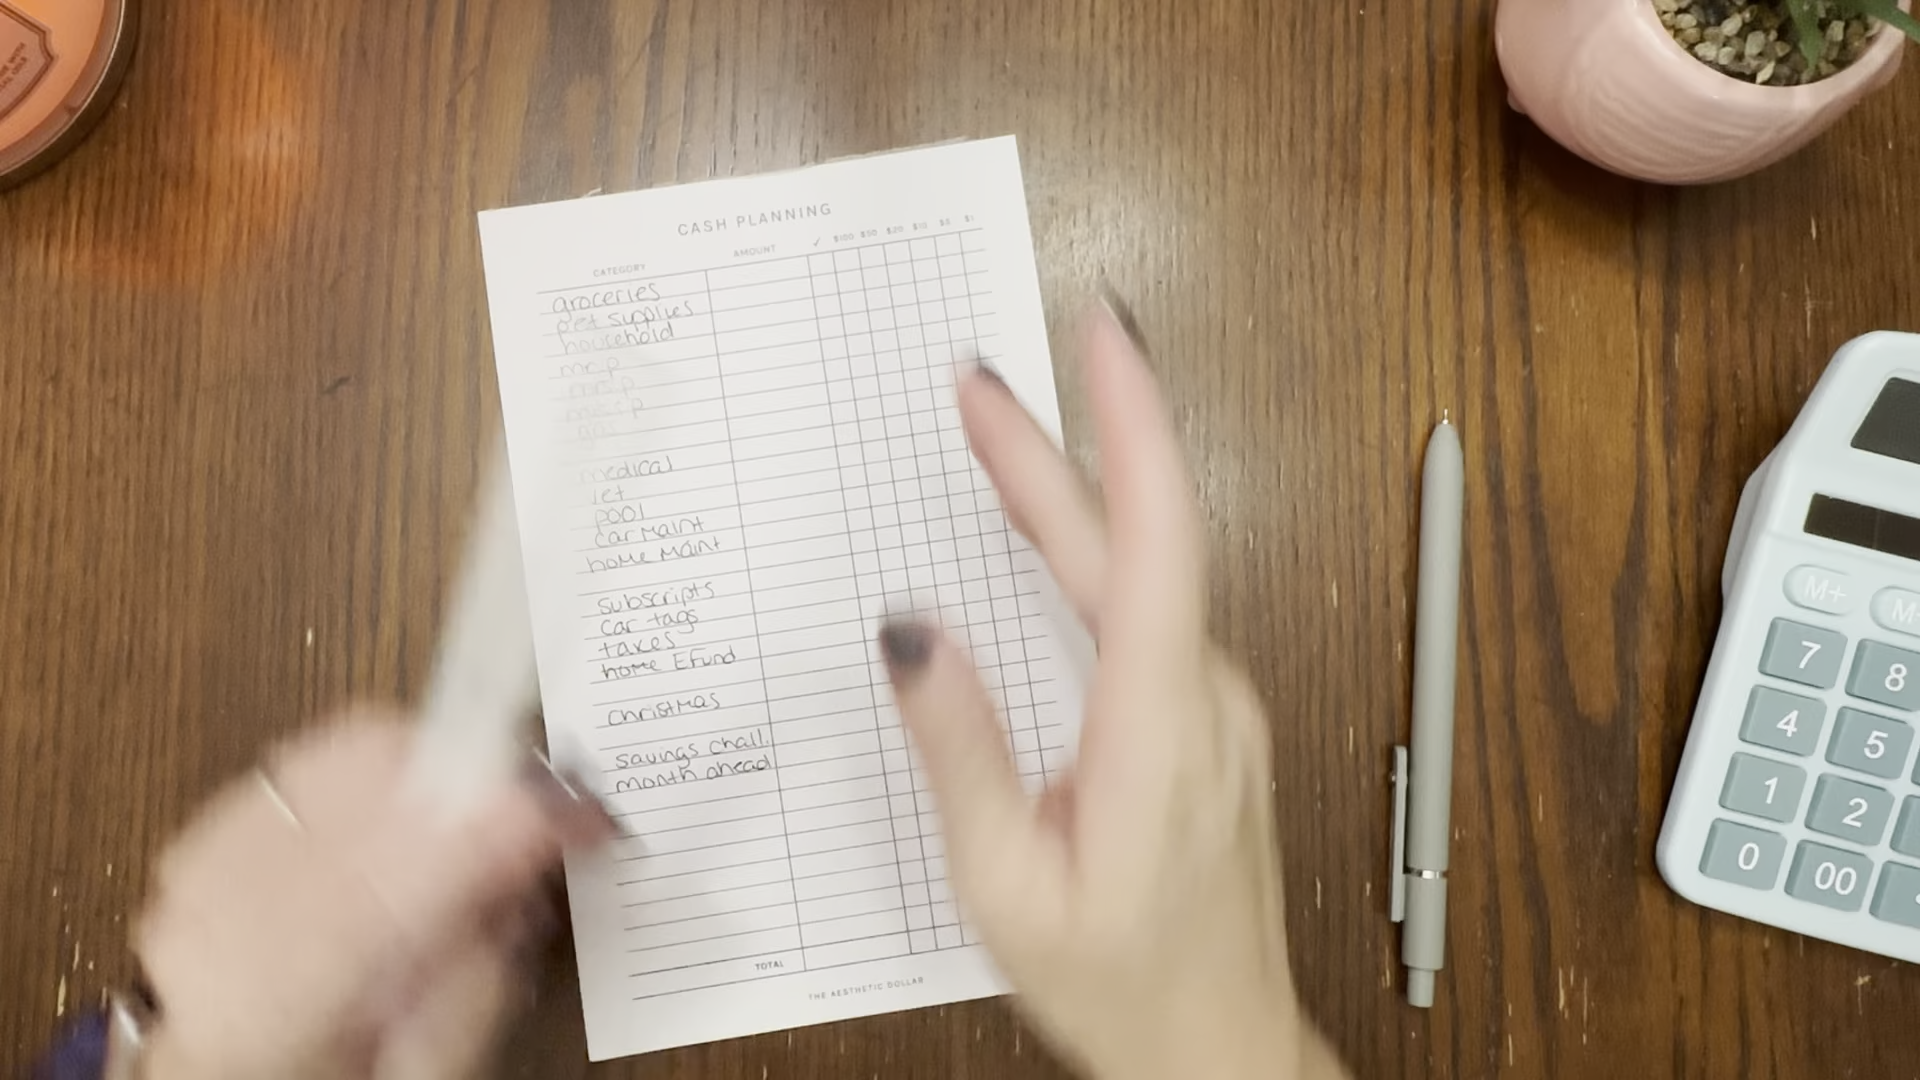 CASH PLANNING
CATEGORY AMOUNT ✓ $100 $50 $20 $10 $5 $1
groceries
pet supplies
household
mr. p
mrs. p
medical
vet
pool
car maint
home maint
subscripts
car tags
taxes
home EFund
Christmas
savings chall.
month ahead
TOTAL
THE AESTHETIC DOLLAR
M+
7 8
4 5
1 2
0 00